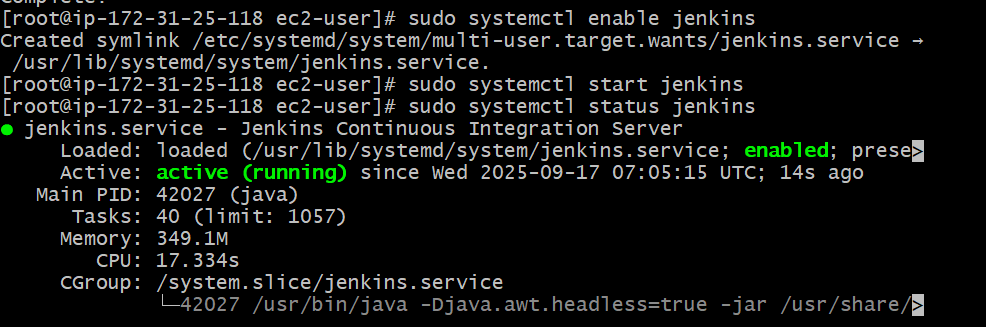 [root@ip-172-31-25-118 ec2-user]# sudo systemctl enable jenkins
Created symlink /etc/systemd/system/multi-user.target.wants/jenkins.service →
 /usr/lib/systemd/system/jenkins.service.
[root@ip-172-31-25-118 ec2-user]# sudo systemctl start jenkins
[root@ip-172-31-25-118 ec2-user]# sudo systemctl status jenkins
● jenkins.service - Jenkins Continuous Integration Server
     Loaded: loaded (/usr/lib/systemd/system/jenkins.service; enabled; prese>
     Active: active (running) since Wed 2025-09-17 07:05:15 UTC; 14s ago
   Main PID: 42027 (java)
      Tasks: 40 (limit: 1057)
     Memory: 349.1M
        CPU: 17.334s
     CGroup: /system.slice/jenkins.service
             └─42027 /usr/bin/java -Djava.awt.headless=true -jar /usr/share/>